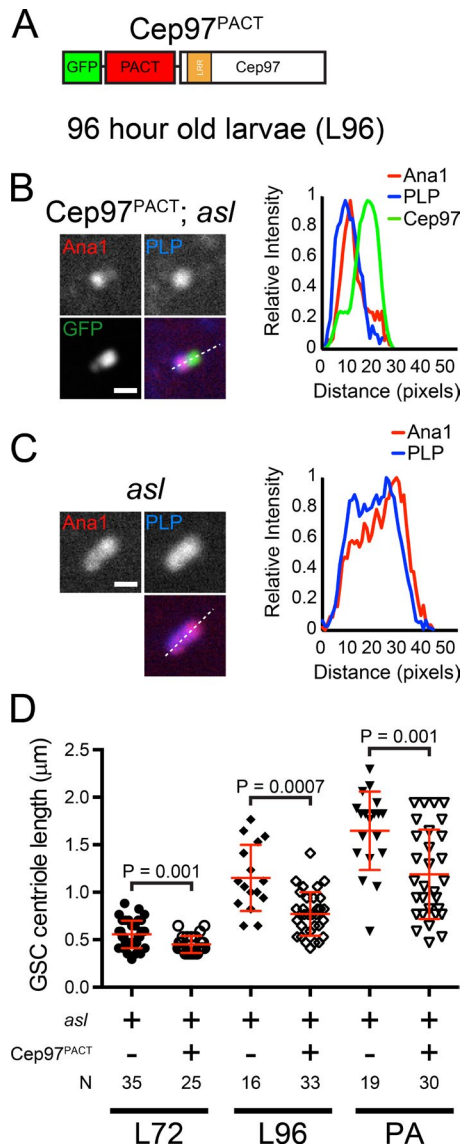 A
Cep97PACT
GFP PACT LRR Cep97
96 hour old larvae (L96)
B
Cep97PACT; asl
Ana1 PLP
GFP
Ana1
PLP
Cep97
Relative Intensity
1
0.8
0.6
0.4
0.2
0
0 10 20 30 40 50
Distance (pixels)
C
asl
Ana1 PLP
Ana1
PLP
Relative Intensity
1
0.8
0.6
0.4
0.2
0
0 10 20 30 40 50
Distance (pixels)
D
GSC centriole length (μm)
2.5
2.0
1.5
1.0
0.5
0.0
P = 0.001
P = 0.0007
P = 0.001
asl + + + + + +
Cep97PACT - + - + - +
N 35 25 16 33 19 30
L72 L96 PA